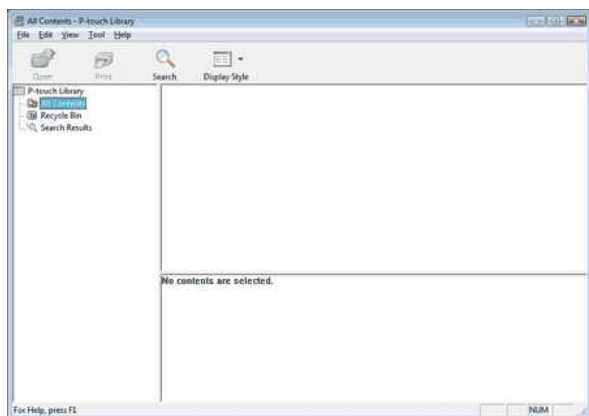 All Contents - P-touch Library
File Edit View Tool Help
Open Print Search Display Style
P-touch Library
All Contents
Recycle Bin
Search Results
No contents are selected.
For Help, press F1 NUM